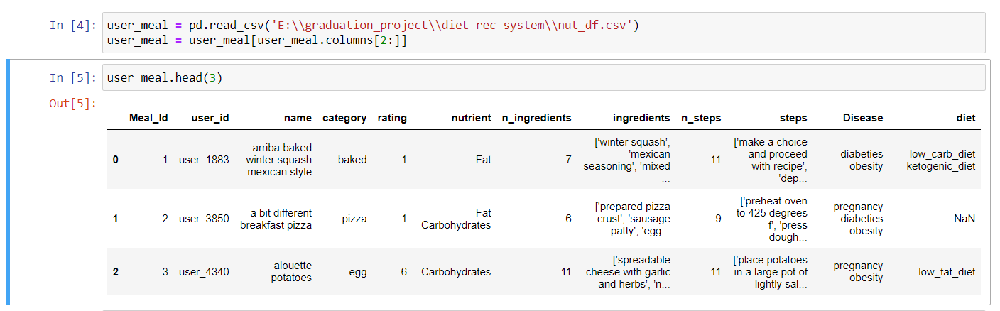 In [4]: user_meal = pd.read_csv('E:\\graduation_project\\diet rec system\\nut_df.csv')
user_meal = user_meal[user_meal.columns[2:]]
In [5]: user_meal.head(3)
Out[5]:
Meal_Id user_id name category rating nutrient n_ingredients ingredients n_steps steps Disease diet
0 1 user_1883 arriba baked winter squash mexican style baked 1 Fat 7 ['winter squash', 'mexican seasoning', 'mixed ... 11 ['make a choice and proceed with recipe', 'dep... diabeties obesity low_carb_diet ketogenic_diet
1 2 user_3850 a bit different breakfast pizza pizza 1 Fat Carbohydrates 6 ['prepared pizza crust', 'sausage patty', 'egg... 9 ['preheat oven to 425 degrees f', 'press dough... pregnancy diabeties obesity NaN
2 3 user_4340 alouette potatoes egg 6 Carbohydrates 11 ['spreadable cheese with garlic and herbs', 'n... 11 ['place potatoes in a large pot of lightly sal... pregnancy obesity low_fat_diet